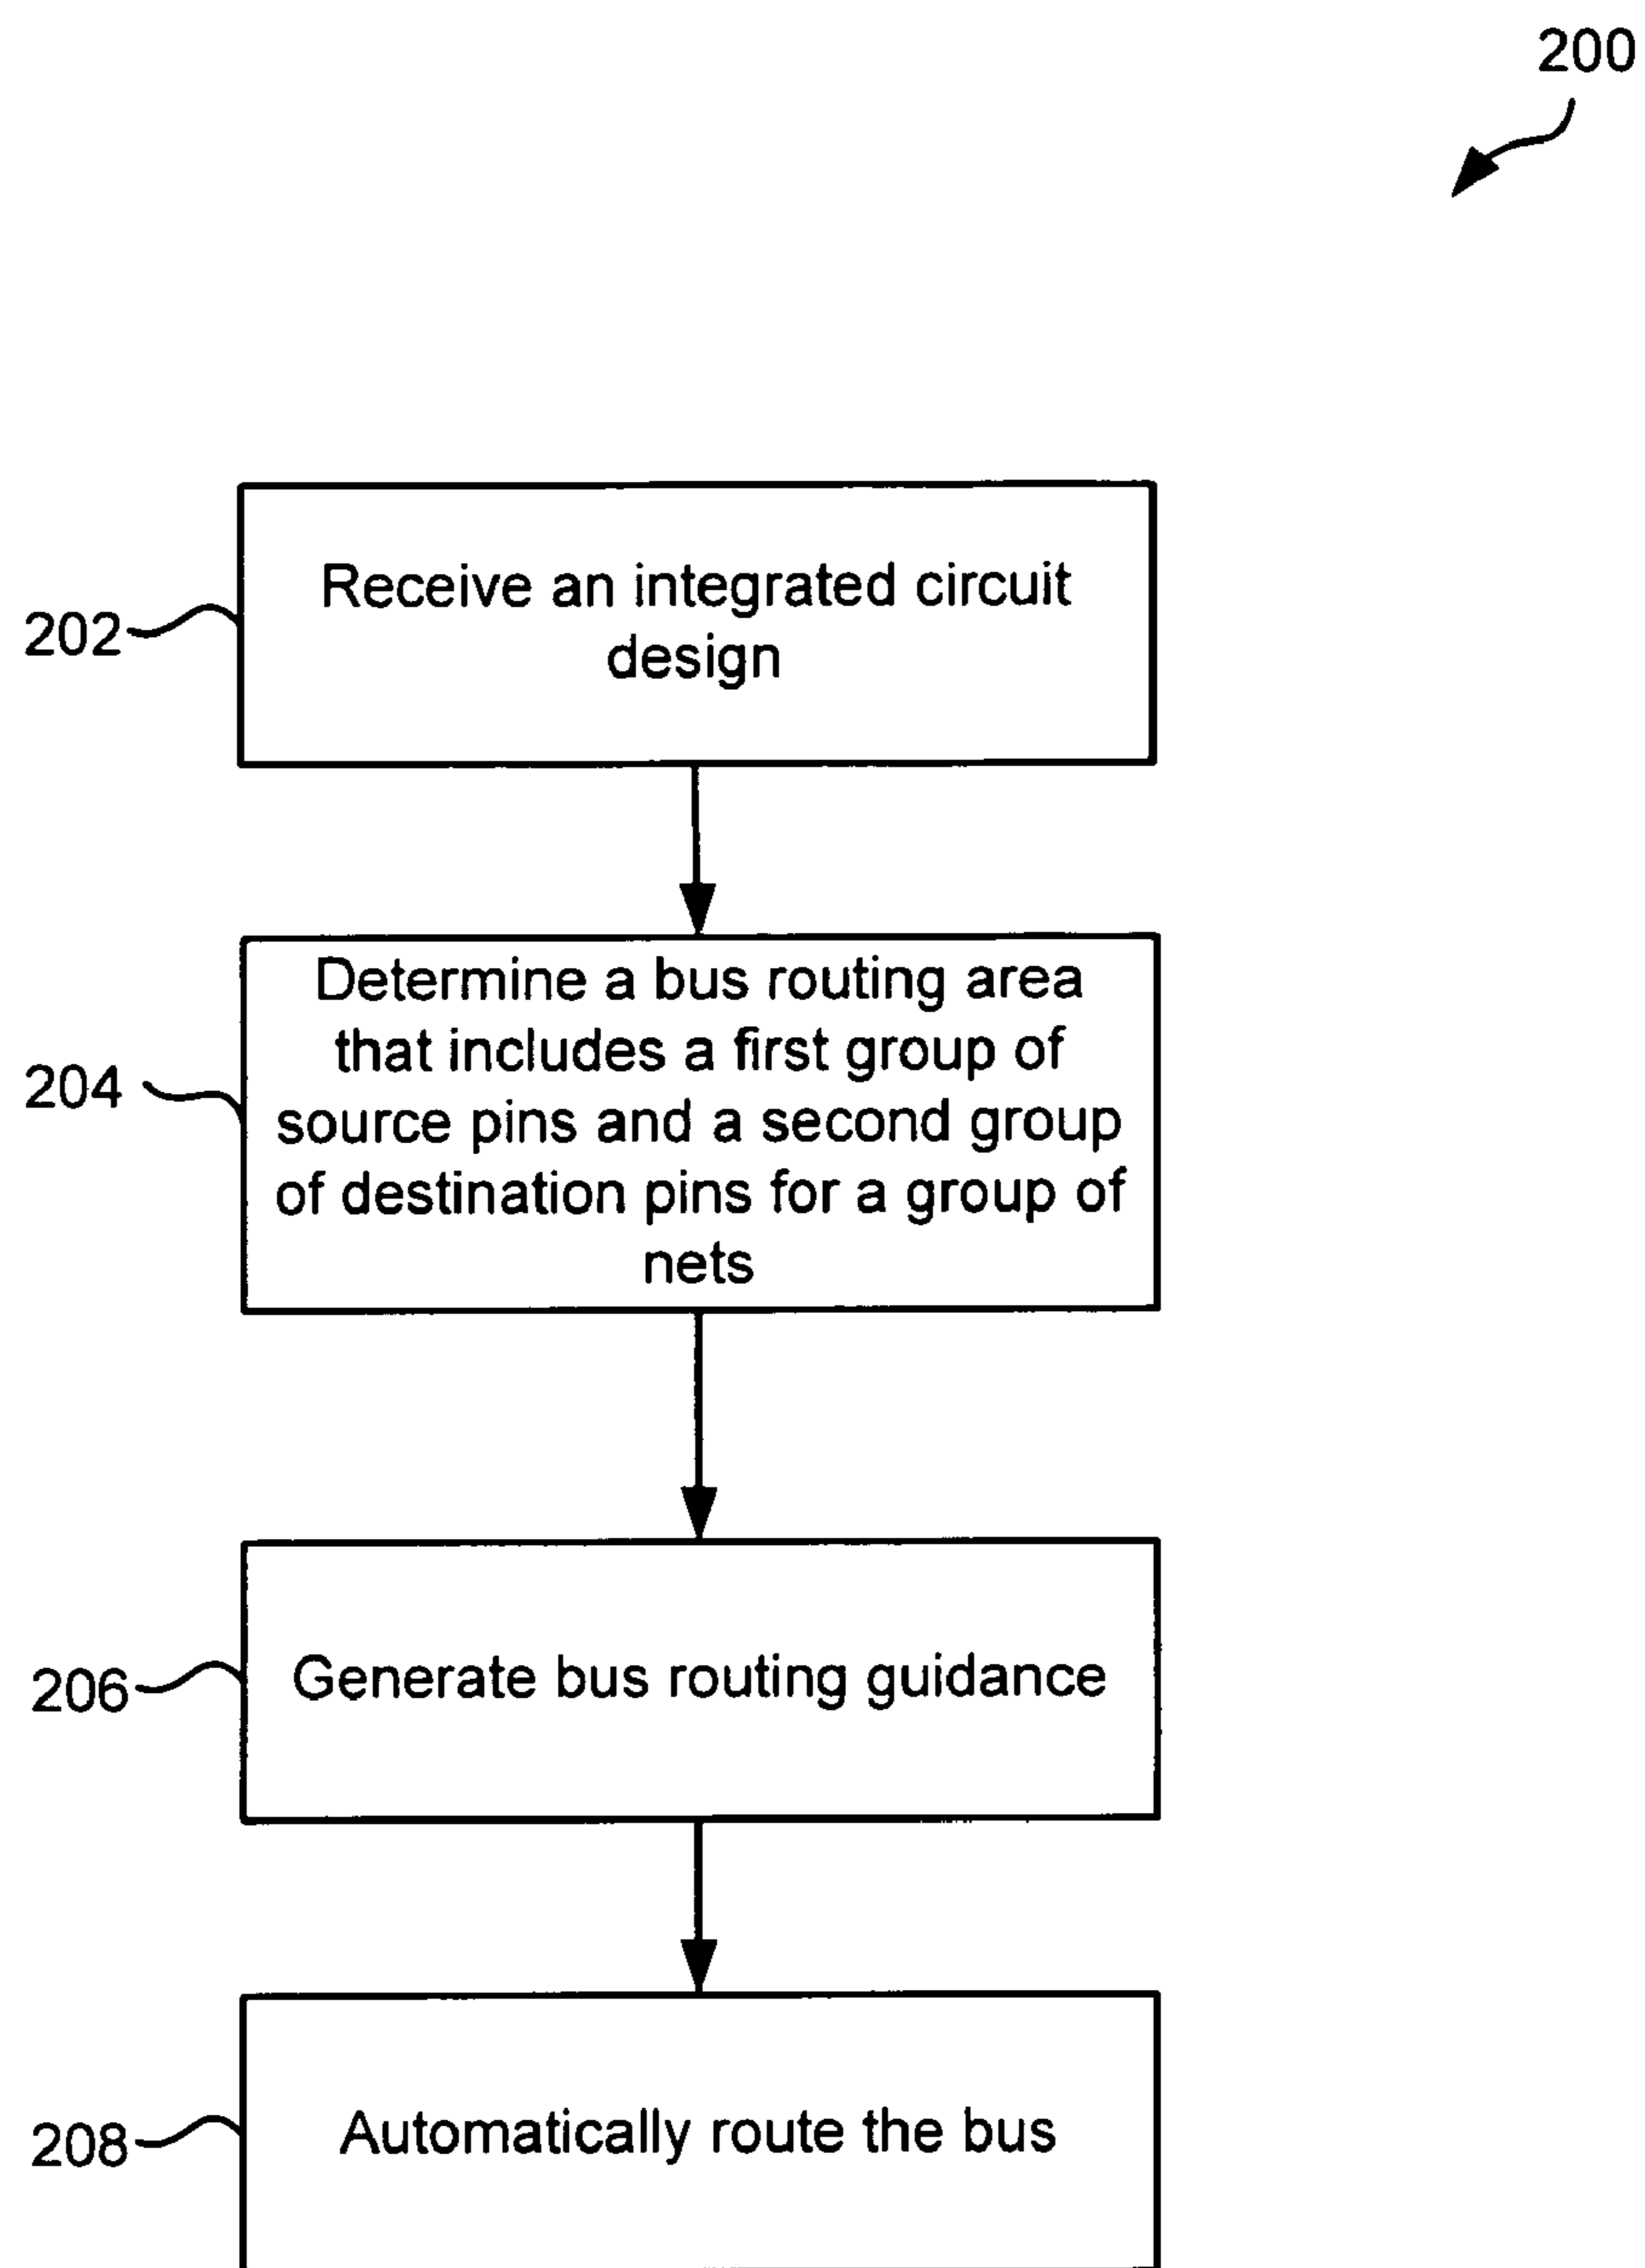 200
202
Receive an integrated circuit
design
204
Determine a bus routing area
that includes a first group of
source pins and a second group
of destination pins for a group of
nets
206
Generate bus routing guidance
208
Automatically route the bus